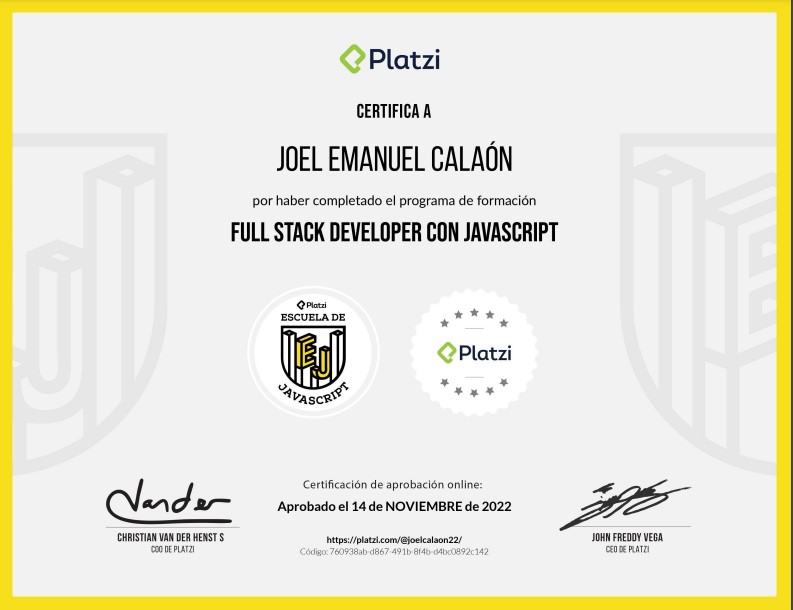 Platzi
CERTIFICA A
JOEL EMANUEL CALAÓN
por haber completado el programa de formación
FULL STACK DEVELOPER CON JAVASCRIPT
Platzi
ESCUELA DE
EJ
JAVASCRIPT
Platzi
Vander
Certificación de aprobación online:
Aprobado el 14 de NOVIEMBRE de 2022
CHRISTIAN VAN DER HENST S
COO DE PLATZI
https://platzi.com/@joelcalaon22/
Código: 760938ab-d867-491b-8f4b-d4bc0892c142
JOHN FREDDY VEGA
CEO DE PLATZI